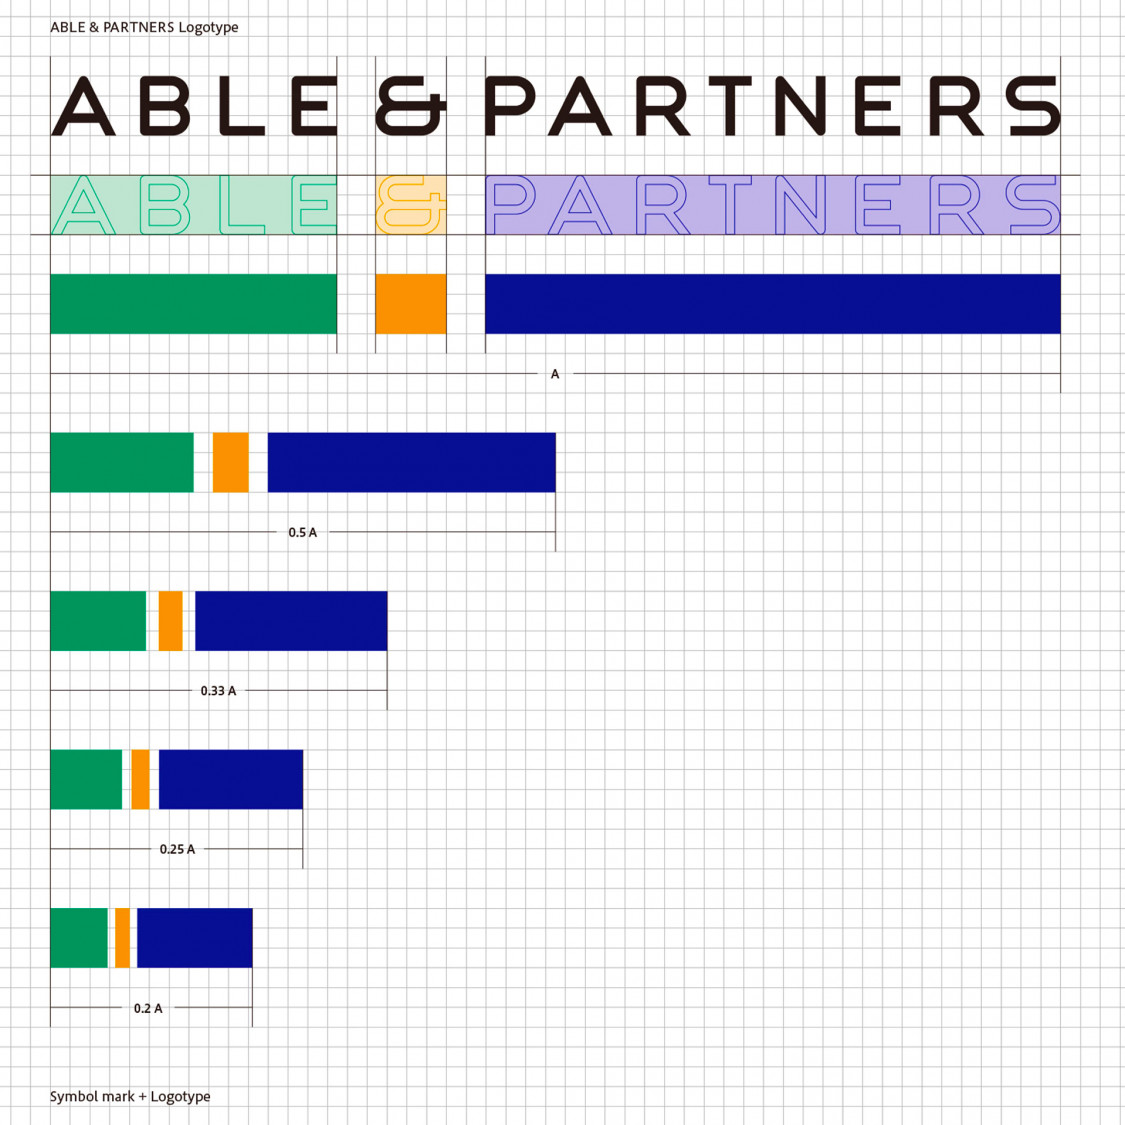 ABLE & PARTNERS Logotype
ABLE & PARTNERS
ABLE & PARTNERS
A
0.5 A
0.33 A
0.25 A
0.2 A
Symbol mark + Logotype